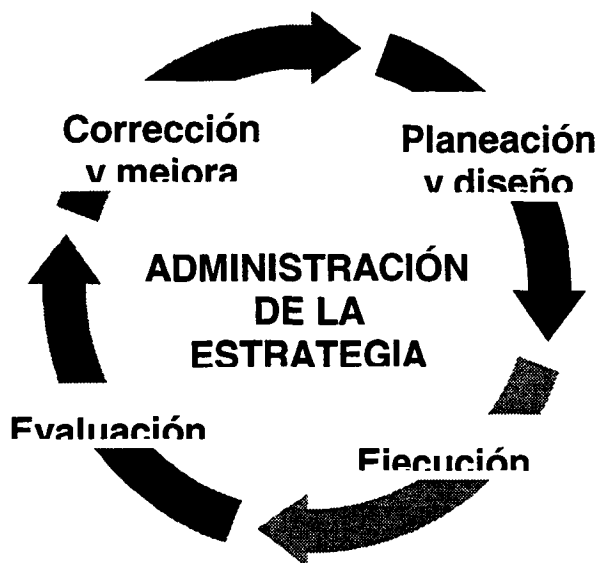 Corrección
y mejora
Planeación
y diseño
ADMINISTRACIÓN
DE LA
ESTRATEGIA
Evaluación
Ejecución